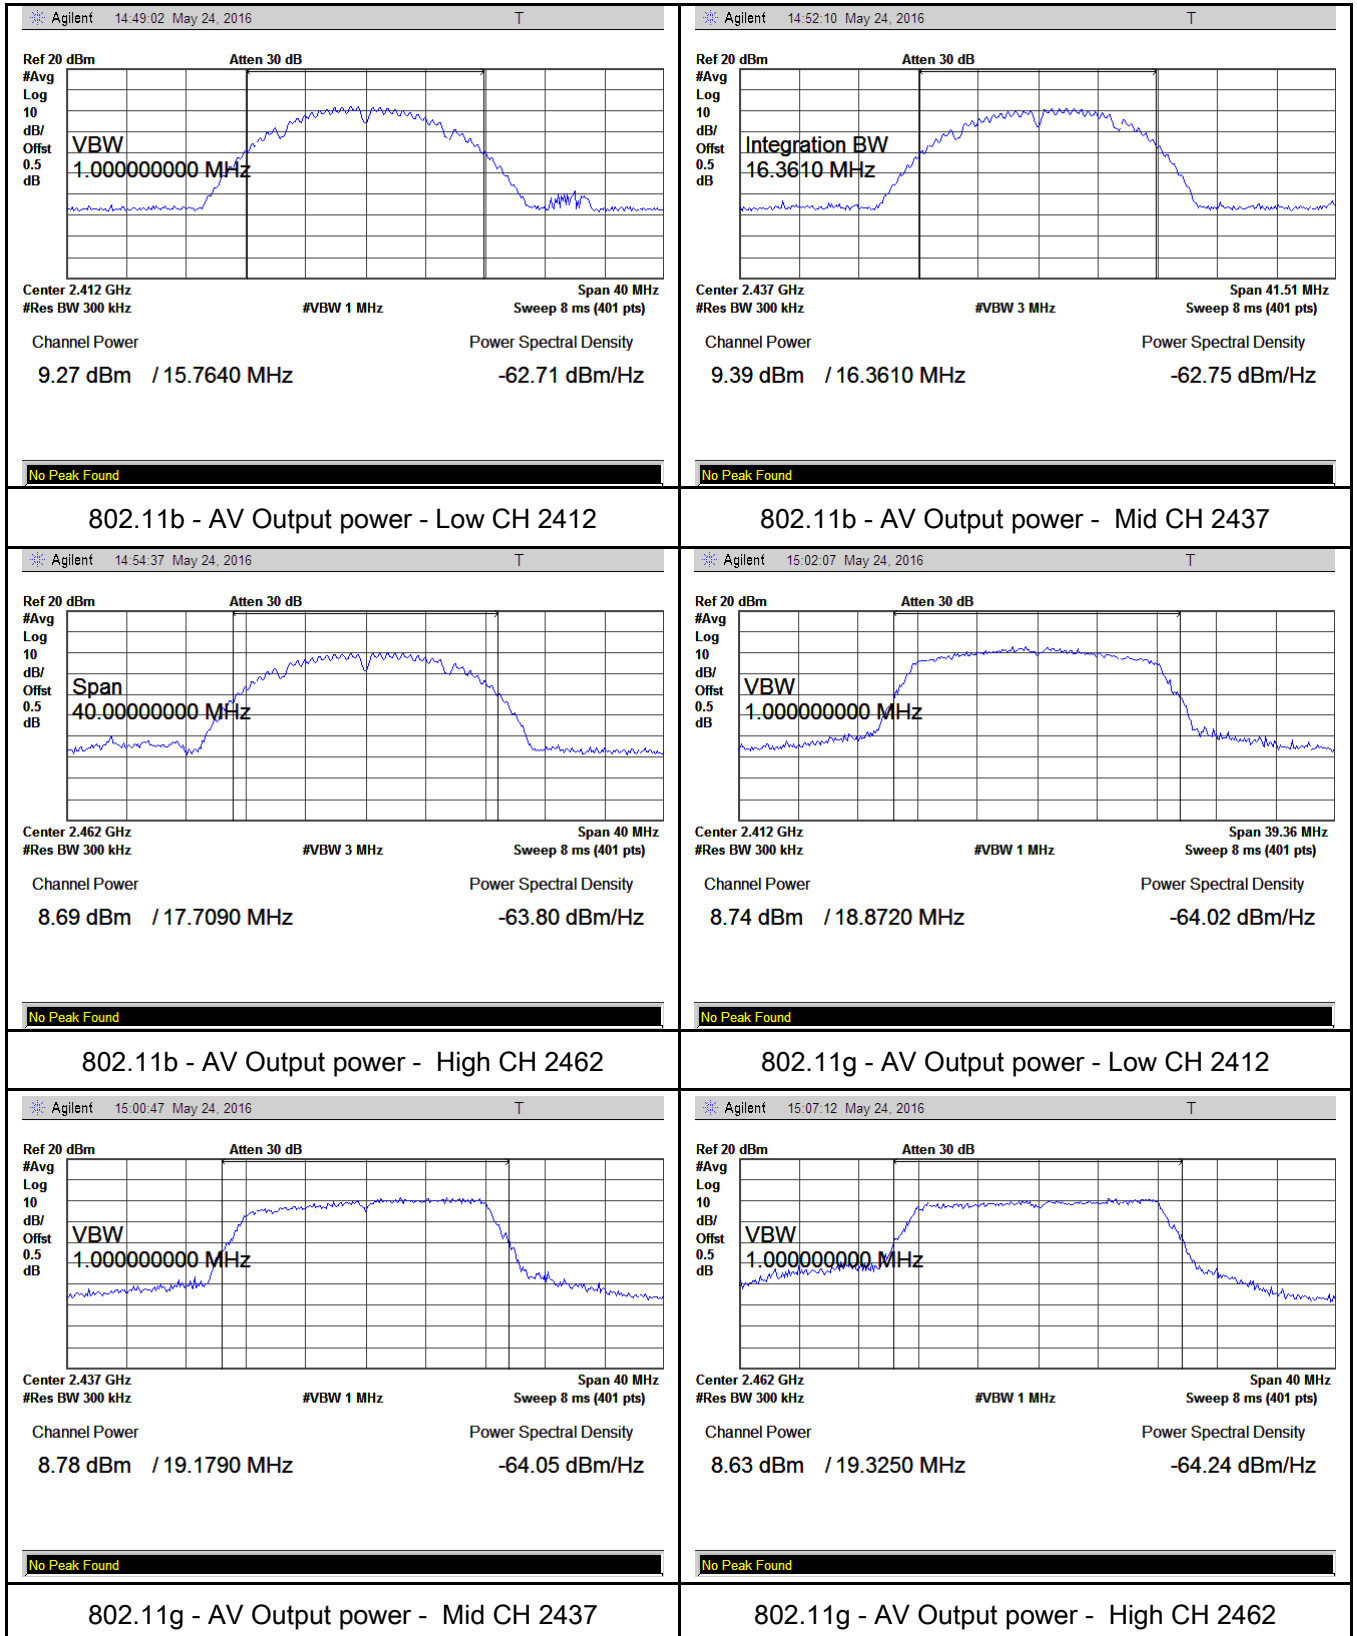 Agilent 14:49:02 May 24, 2016 T
Ref 20 dBm Atten 30 dB
#Avg
Log
10
dB/
Offst
0.5
dB
VBW
1.000000000 MHz
Center 2.412 GHz Span 40 MHz
#Res BW 300 kHz #VBW 1 MHz Sweep 8 ms (401 pts)
Channel Power Power Spectral Density
9.27 dBm / 15.7640 MHz -62.71 dBm/Hz
No Peak Found
802.11b - AV Output power - Low CH 2412
Agilent 14:52:10 May 24, 2016 T
Ref 20 dBm Atten 30 dB
#Avg
Log
10
dB/
Offst
0.5
dB
Integration BW
16.3610 MHz
Center 2.437 GHz Span 41.51 MHz
#Res BW 300 kHz #VBW 3 MHz Sweep 8 ms (401 pts)
Channel Power Power Spectral Density
9.39 dBm / 16.3610 MHz -62.75 dBm/Hz
No Peak Found
802.11b - AV Output power - Mid CH 2437
Agilent 14:54:37 May 24, 2016 T
Ref 20 dBm Atten 30 dB
#Avg
Log
10
dB/
Offst
0.5
dB
Span
40.00000000 MHz
Center 2.462 GHz Span 40 MHz
#Res BW 300 kHz #VBW 3 MHz Sweep 8 ms (401 pts)
Channel Power Power Spectral Density
8.69 dBm / 17.7090 MHz -63.80 dBm/Hz
No Peak Found
802.11b - AV Output power - High CH 2462
Agilent 15:02:07 May 24, 2016 T
Ref 20 dBm Atten 30 dB
#Avg
Log
10
dB/
Offst
0.5
dB
VBW
1.000000000 MHz
Center 2.412 GHz Span 39.36 MHz
#Res BW 300 kHz #VBW 1 MHz Sweep 8 ms (401 pts)
Channel Power Power Spectral Density
8.74 dBm / 18.8720 MHz -64.02 dBm/Hz
No Peak Found
802.11g - AV Output power - Low CH 2412
Agilent 15:00:47 May 24, 2016 T
Ref 20 dBm Atten 30 dB
#Avg
Log
10
dB/
Offst
0.5
dB
VBW
1.000000000 MHz
Center 2.437 GHz Span 40 MHz
#Res BW 300 kHz #VBW 1 MHz Sweep 8 ms (401 pts)
Channel Power Power Spectral Density
8.78 dBm / 19.1790 MHz -64.05 dBm/Hz
No Peak Found
802.11g - AV Output power - Mid CH 2437
Agilent 15:07:12 May 24, 2016 T
Ref 20 dBm Atten 30 dB
#Avg
Log
10
dB/
Offst
0.5
dB
VBW
1.000000000 MHz
Center 2.462 GHz Span 40 MHz
#Res BW 300 kHz #VBW 1 MHz Sweep 8 ms (401 pts)
Channel Power Power Spectral Density
8.63 dBm / 19.3250 MHz -64.24 dBm/Hz
No Peak Found
802.11g - AV Output power - High CH 2462